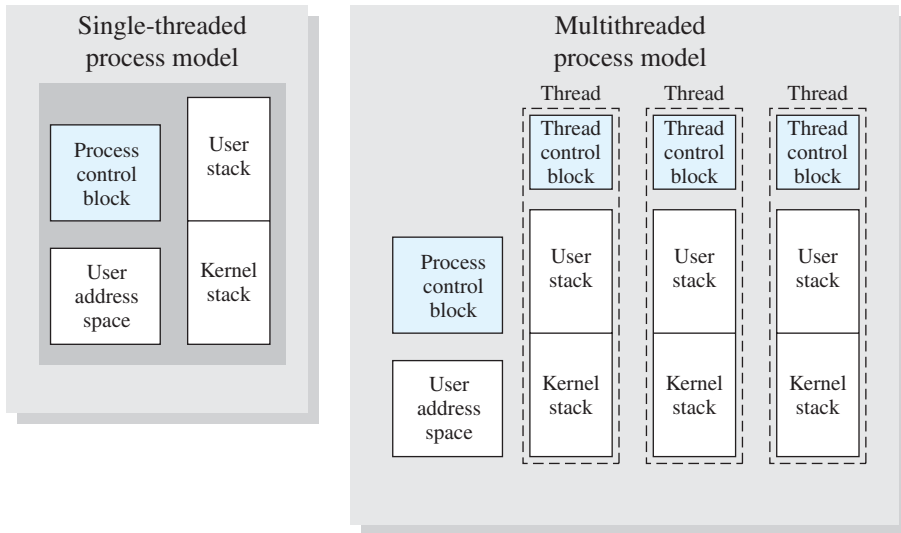 Single-threaded
process model
Process
control
block
User
stack
User
address
space
Kernel
stack
Multithreaded
process model
Thread
Thread
Thread
Thread
control
block
Thread
control
block
Thread
control
block
Process
control
block
User
stack
User
stack
User
stack
User
address
space
Kernel
stack
Kernel
stack
Kernel
stack